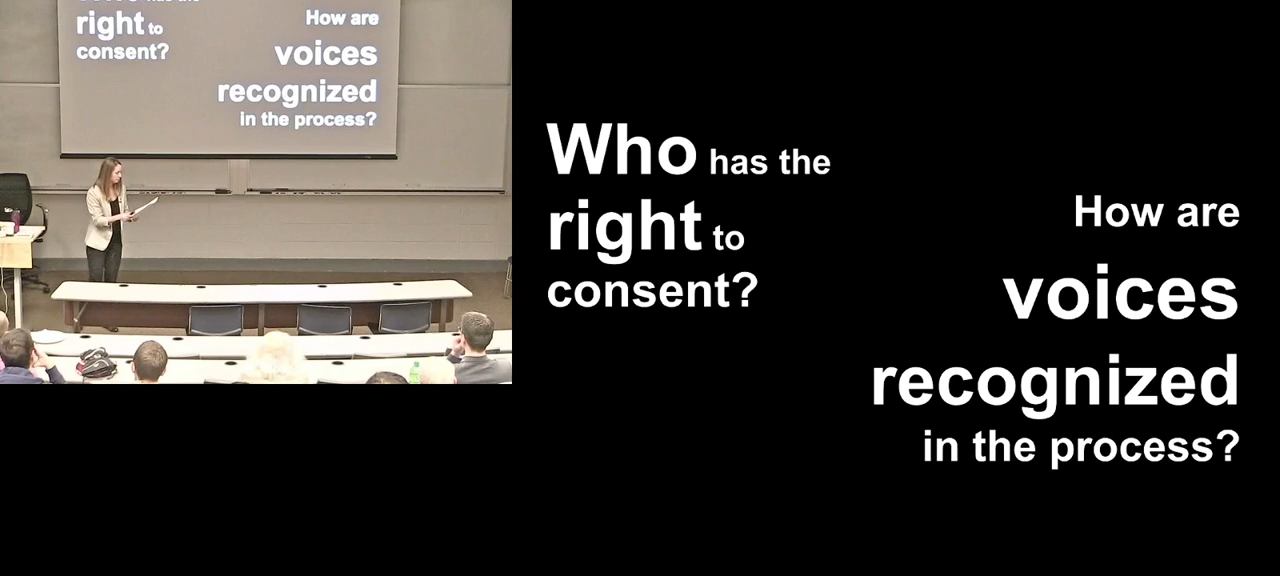 right to
consent?
How are
voices
recognized
in the process?
Who has the
right to
consent?
How are
voices
recognized
in the process?